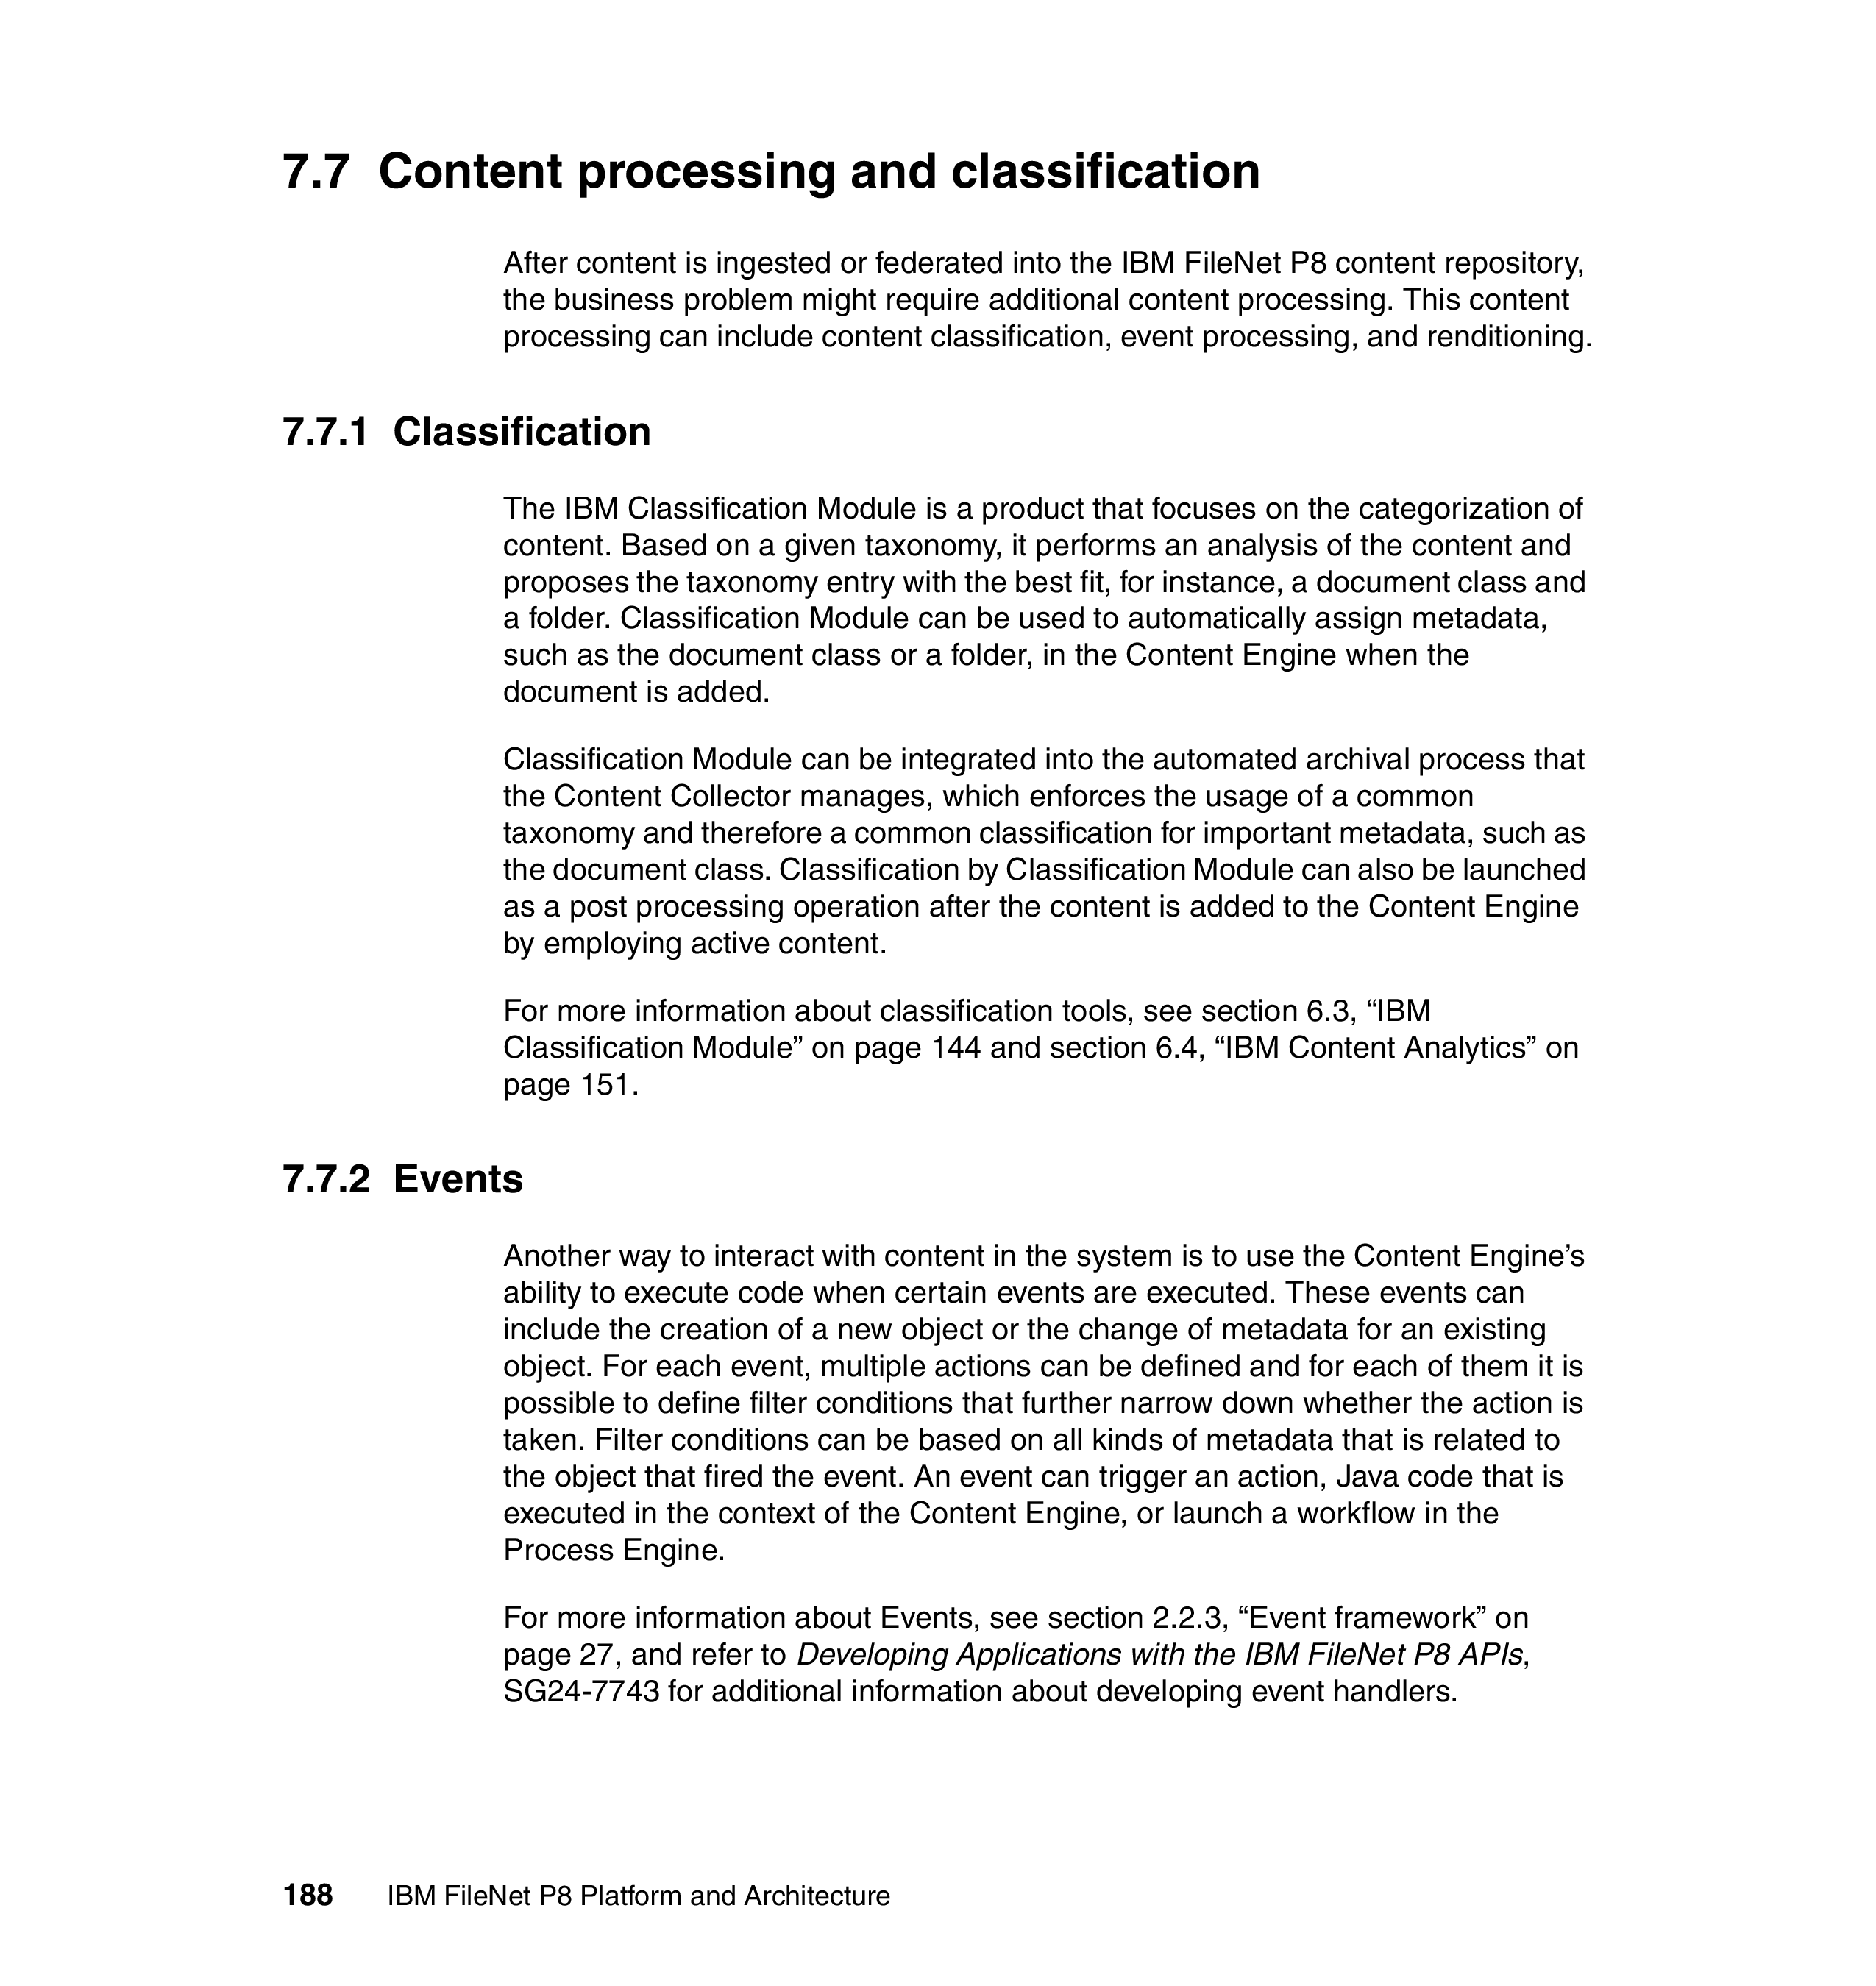 7.7 Content processing and classification
After content is ingested or federated into the IBM FileNet P8 content repository,
the business problem might require additional content processing. This content
processing can include content classification, event processing, and renditioning.
7.7.1 Classification
The IBM Classification Module is a product that focuses on the categorization of
content. Based on a given taxonomy, it performs an analysis of the content and
proposes the taxonomy entry with the best fit, for instance, a document class and
a folder. Classification Module can be used to automatically assign metadata,
such as the document class or a folder, in the Content Engine when the
document is added.
Classification Module can be integrated into the automated archival process that
the Content Collector manages, which enforces the usage of a common
taxonomy and therefore a common classification for important metadata, such as
the document class. Classification by Classification Module can also be launched
as a post processing operation after the content is added to the Content Engine
by employing active content.
For more information about classification tools, see section 6.3, “IBM
Classification Module” on page 144 and section 6.4, “IBM Content Analytics” on
page 151.
7.7.2 Events
Another way to interact with content in the system is to use the Content Engine’s
ability to execute code when certain events are executed. These events can
include the creation of a new object or the change of metadata for an existing
object. For each event, multiple actions can be defined and for each of them it is
possible to define filter conditions that further narrow down whether the action is
taken. Filter conditions can be based on all kinds of metadata that is related to
the object that fired the event. An event can trigger an action, Java code that is
executed in the context of the Content Engine, or launch a workflow in the
Process Engine.
For more information about Events, see section 2.2.3, “Event framework” on
page 27, and refer to Developing Applications with the IBM FileNet P8 APIs,
SG24-7743 for additional information about developing event handlers.
188 IBM FileNet P8 Platform and Architecture